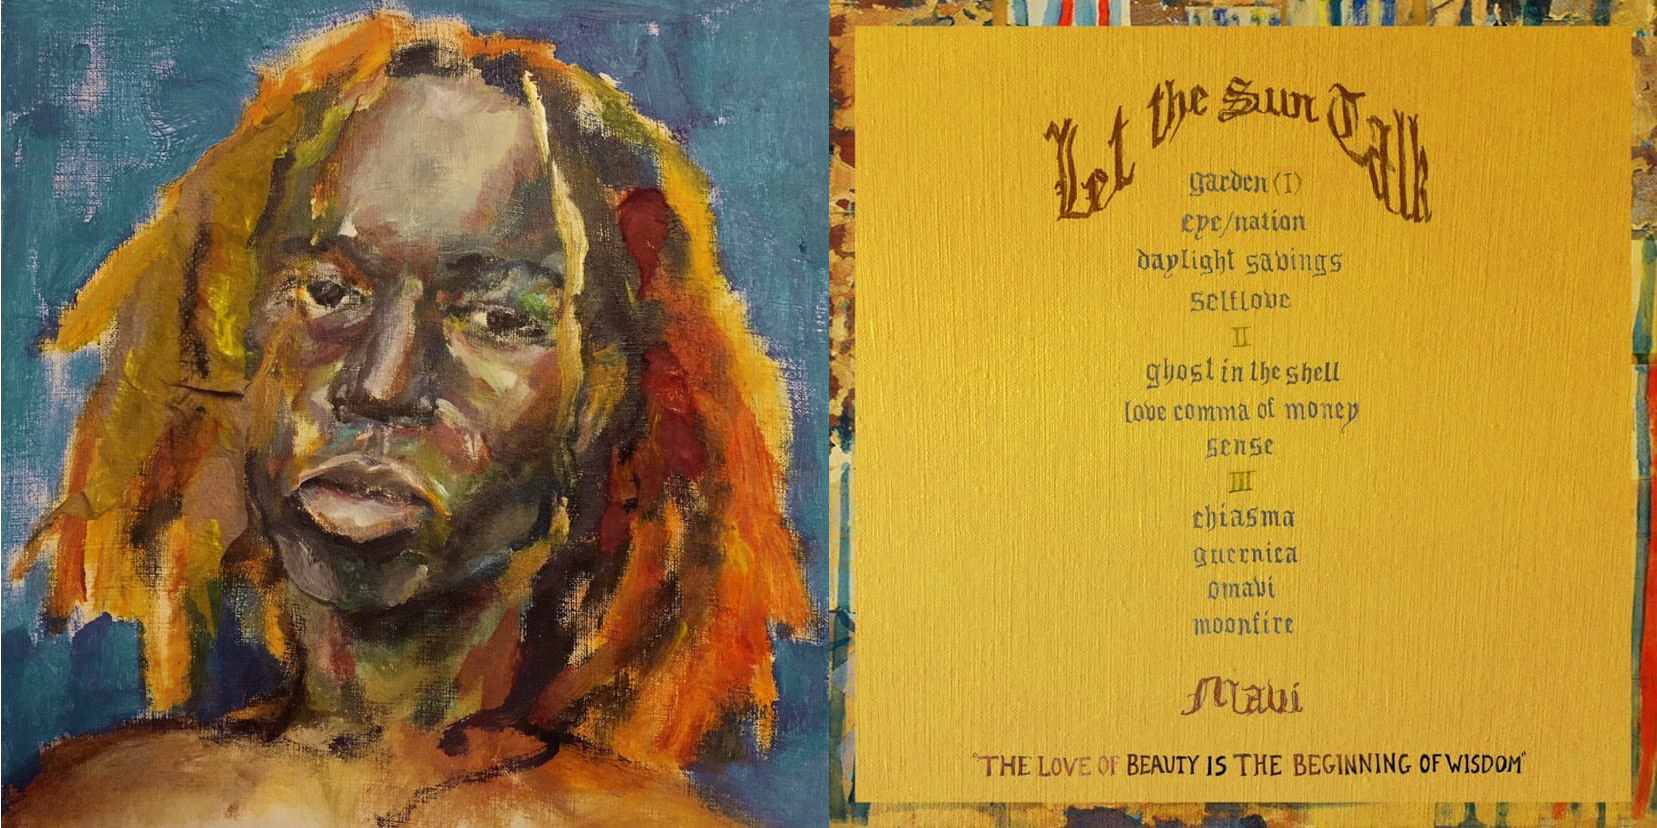 Let the Sun Talk
garden (I)
eye/nation
daylight savings
selflove
II
ghost in the shell
love comma of money
sense
III
chiasma
guernica
omavi
moonfire
Mavi
"THE LOVE OF BEAUTY IS THE BEGINNING OF WISDOM"